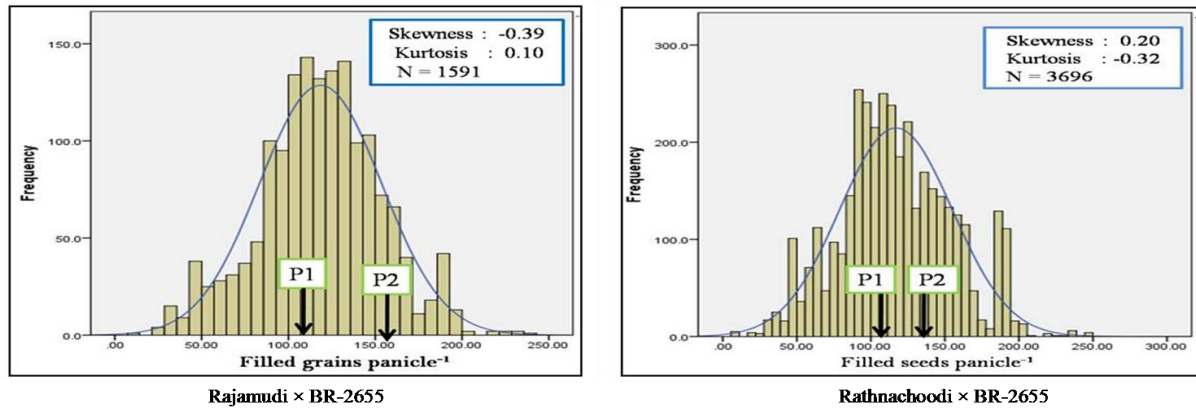 Skewness : -0.39
Kurtosis : 0.10
N = 1591
150.0
100.0
50.0
0.0
Frequency
P1
P2
.00 50.00 100.00 150.00 200.00 250.00
Filled grains panicle⁻¹
Rajamudi × BR-2655
Skewness : 0.20
Kurtosis : -0.32
N = 3696
300.0
200.0
100.0
0.0
Frequency
P1
P2
.00 50.00 100.00 150.00 200.00 300.00
Filled seeds panicle⁻¹
Rathnachoodi × BR-2655